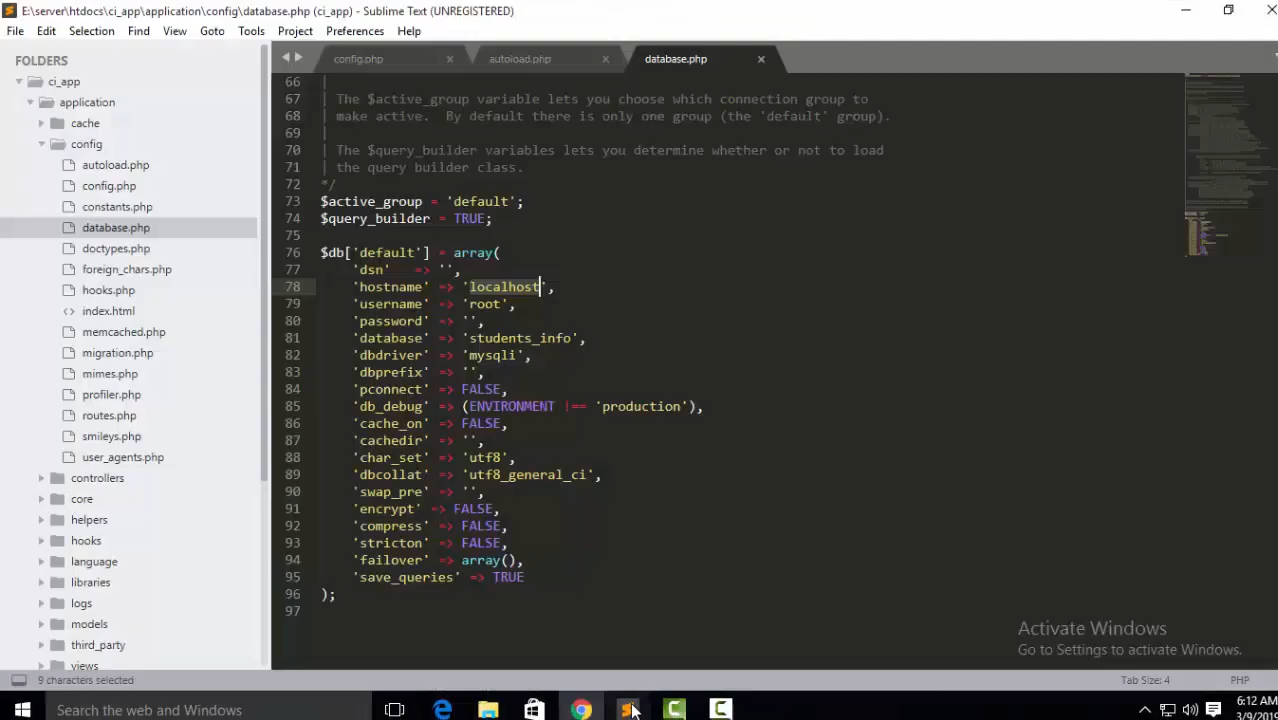 E:\server\htdocs\ci_app\application\config\database.php (ci_app) - Sublime Text (UNREGISTERED)
File Edit Selection Find View Goto Tools Project Preferences Help
FOLDERS
ci_app
application
cache
config
autoload.php
config.php
constants.php
database.php
doctypes.php
foreign_chars.php
hooks.php
index.html
memcached.php
migration.php
mimes.php
profiler.php
routes.php
smileys.php
user_agents.php
controllers
core
helpers
hooks
language
libraries
logs
models
third_party
views
config.php autoload.php database.php
66 |
67 | The $active_group variable lets you choose which connection group to
68 | make active.  By default there is only one group (the 'default' group).
69 |
70 | The $query_builder variables lets you determine whether or not to load
71 | the query builder class.
72 */
73 $active_group = 'default';
74 $query_builder = TRUE;
75
76 $db['default'] = array(
77 'dsn' => '',
78 'hostname' => 'localhost',
79 'username' => 'root',
80 'password' => '',
81 'database' => 'students_info',
82 'dbdriver' => 'mysqli',
83 'dbprefix' => '',
84 'pconnect' => FALSE,
85 'db_debug' => (ENVIRONMENT !== 'production'),
86 'cache_on' => FALSE,
87 'cachedir' => '',
88 'char_set' => 'utf8',
89 'dbcollat' => 'utf8_general_ci',
90 'swap_pre' => '',
91 'encrypt' => FALSE,
92 'compress' => FALSE,
93 'stricton' => FALSE,
94 'failover' => array(),
95 'save_queries' => TRUE
96 );
97
Activate Windows
Go to Settings to activate Windows.
9 characters selected Tab Size: 4 PHP
Search the web and Windows
6:12 AM